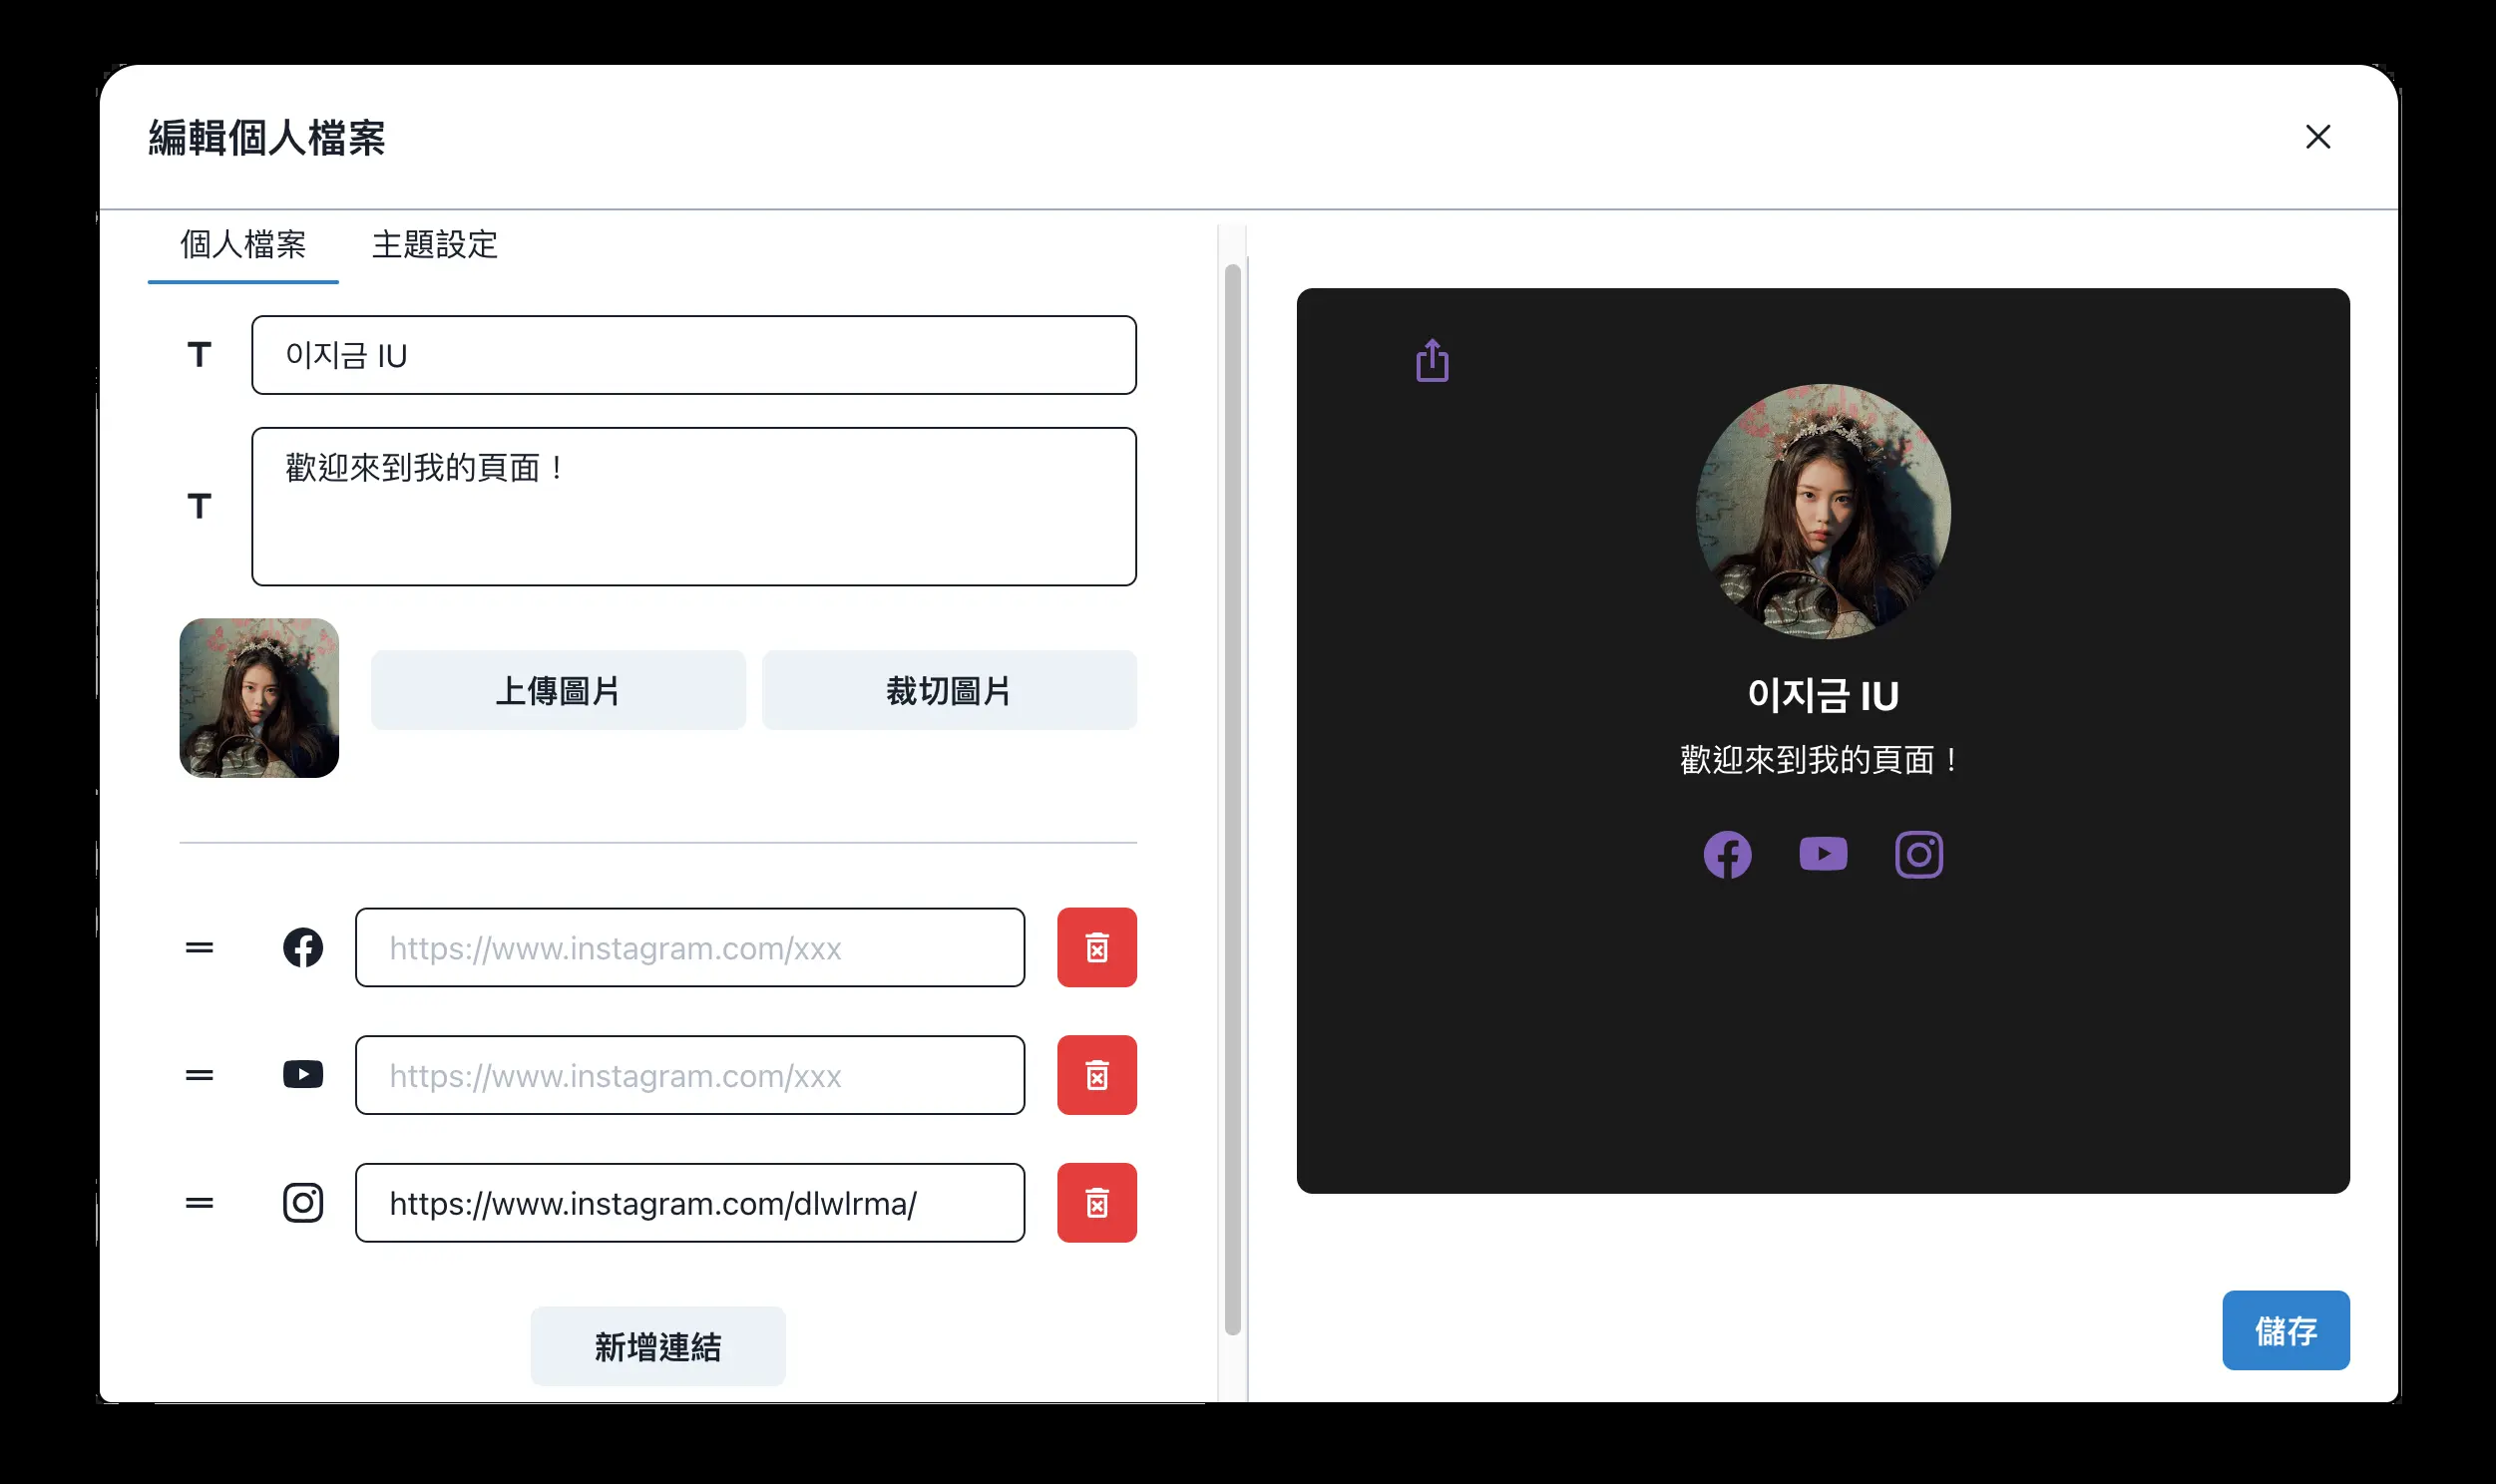 編輯個人檔案
個人檔案 主題設定
T 이지금 IU
T 歡迎來到我的頁面！
上傳圖片 裁切圖片
https://www.instagram.com/xxx
https://www.instagram.com/xxx
https://www.instagram.com/dlwlrma/
新增連結
이지금 IU
歡迎來到我的頁面！
儲存